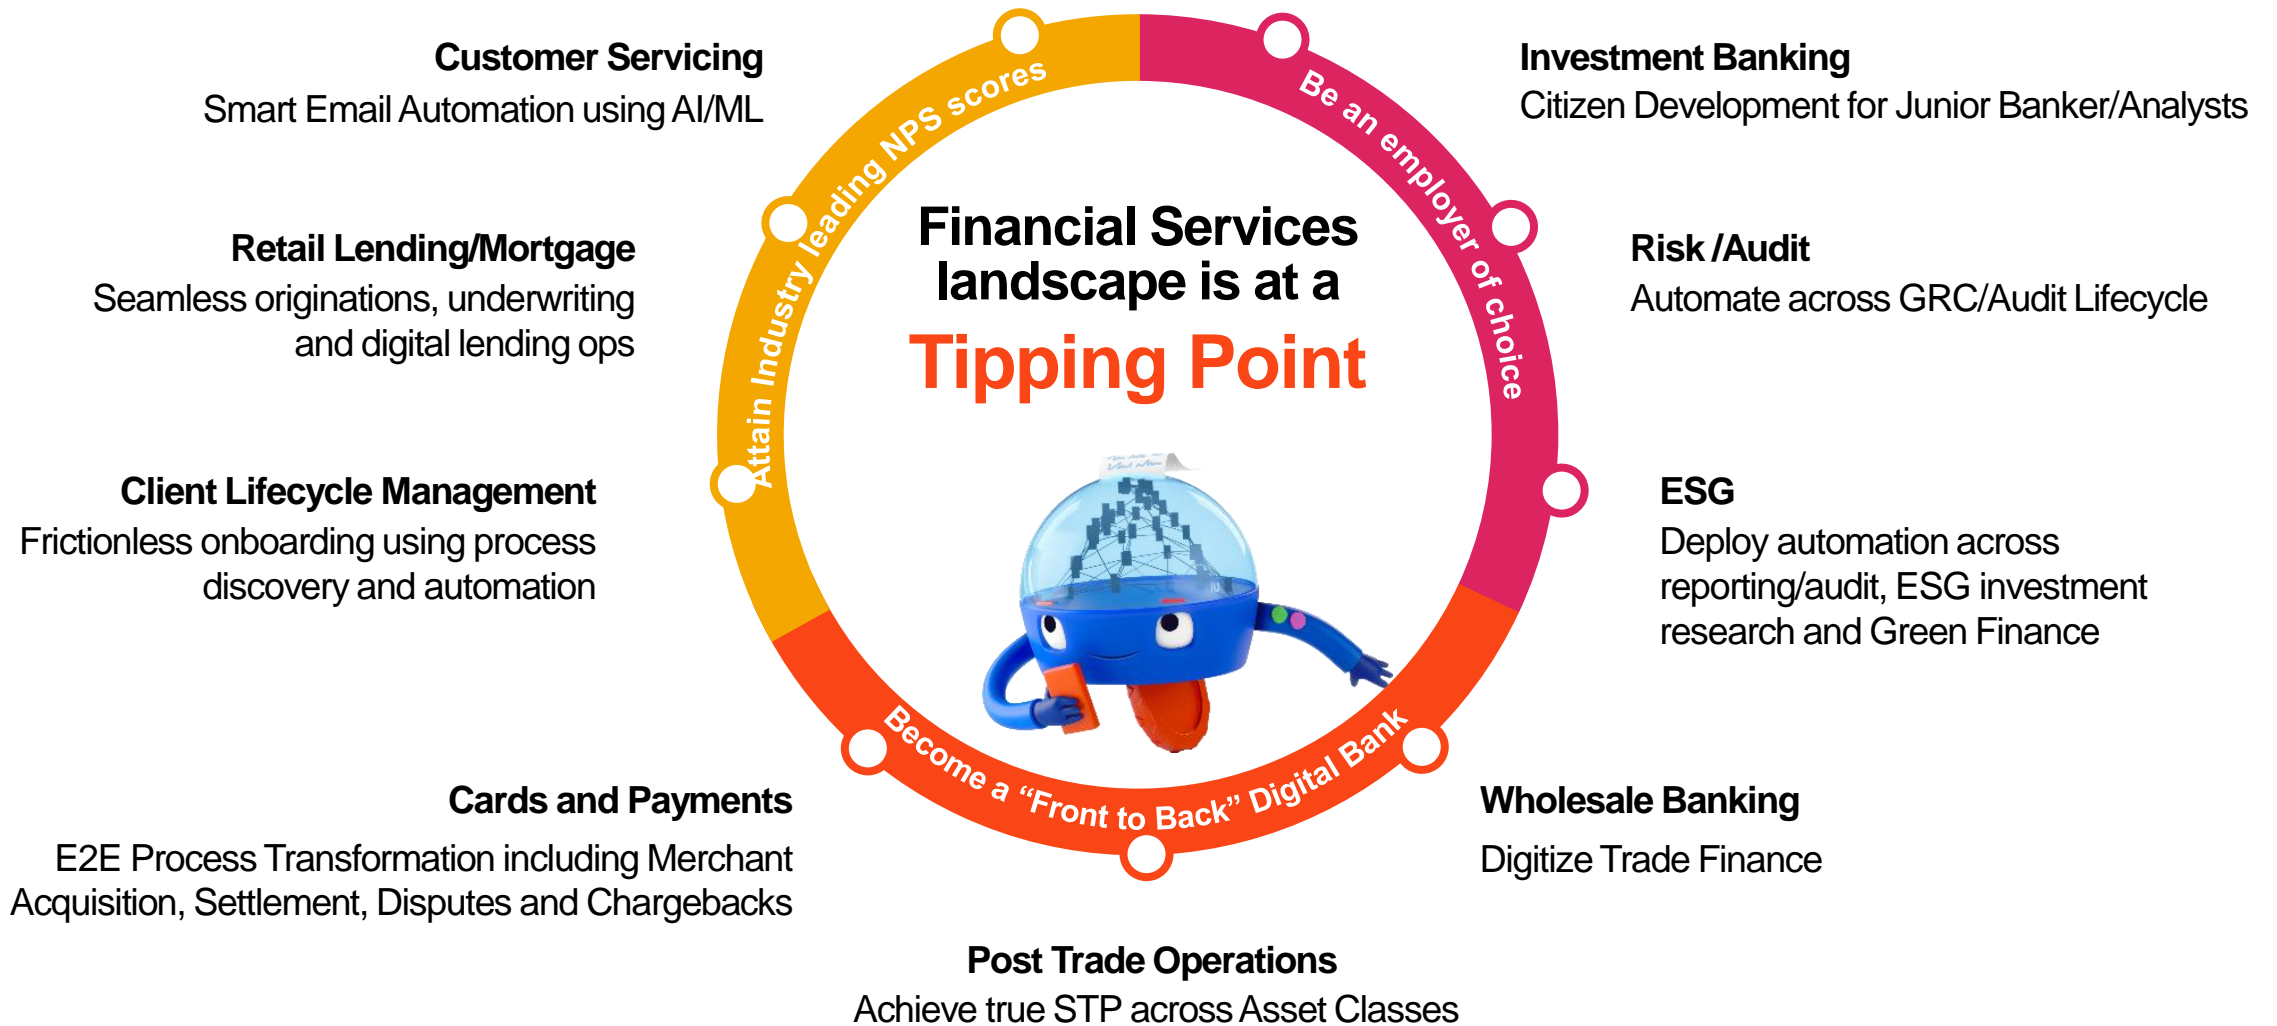 Customer Servicing
Smart Email Automation using AI/ML
Retail Lending/Mortgage
Seamless originations, underwriting
and digital lending ops
Client Lifecycle Management
Frictionless onboarding using process
discovery and automation
Cards and Payments
E2E Process Transformation including Merchant
Acquisition, Settlement, Disputes and Chargebacks
Attain Industry leading NPS scores
Be an employer of choice
Become a “Front to Back” Digital Bank
Financial Services
landscape is at a
Tipping Point
Investment Banking
Citizen Development for Junior Banker/Analysts
Risk /Audit
Automate across GRC/Audit Lifecycle
ESG
Deploy automation across
reporting/audit, ESG investment
research and Green Finance
Wholesale Banking
Digitize Trade Finance
Post Trade Operations
Achieve true STP across Asset Classes